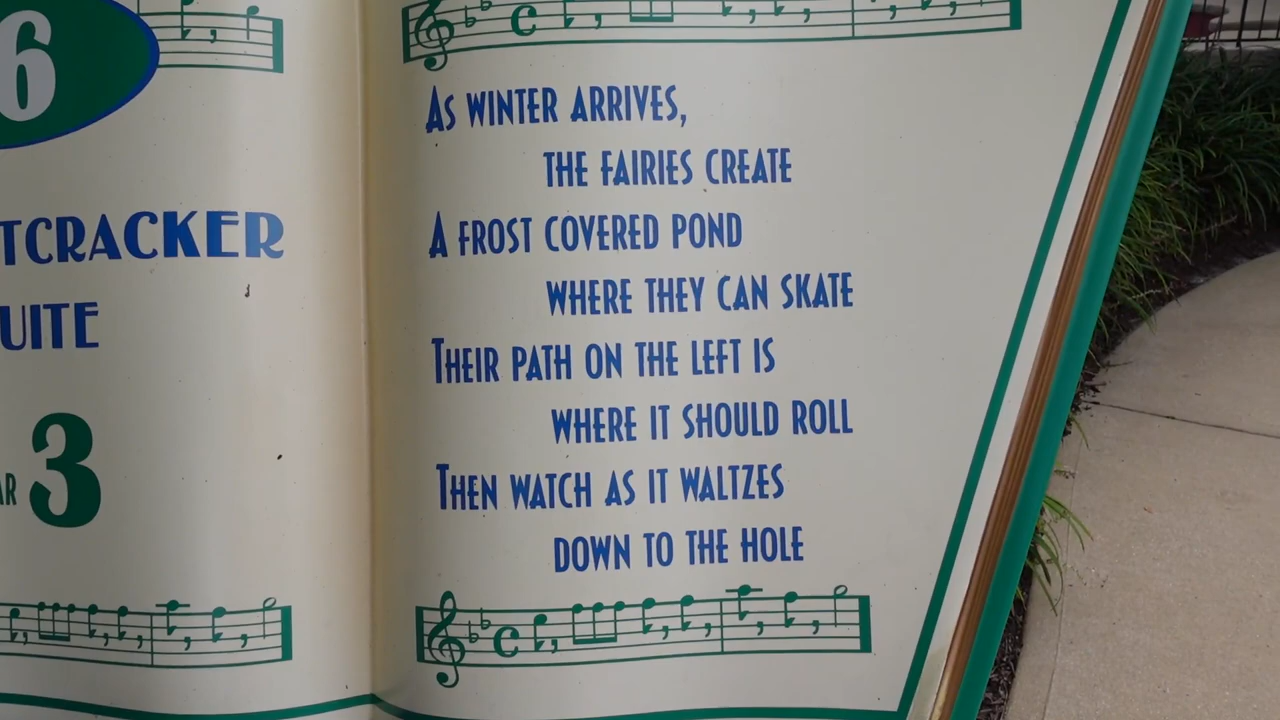 6
TCRACKER
UITE
AR 3
As winter arrives,
the fairies create
A frost covered pond
where they can skate
Their path on the left is
where it should roll
Then watch as it waltzes
down to the hole